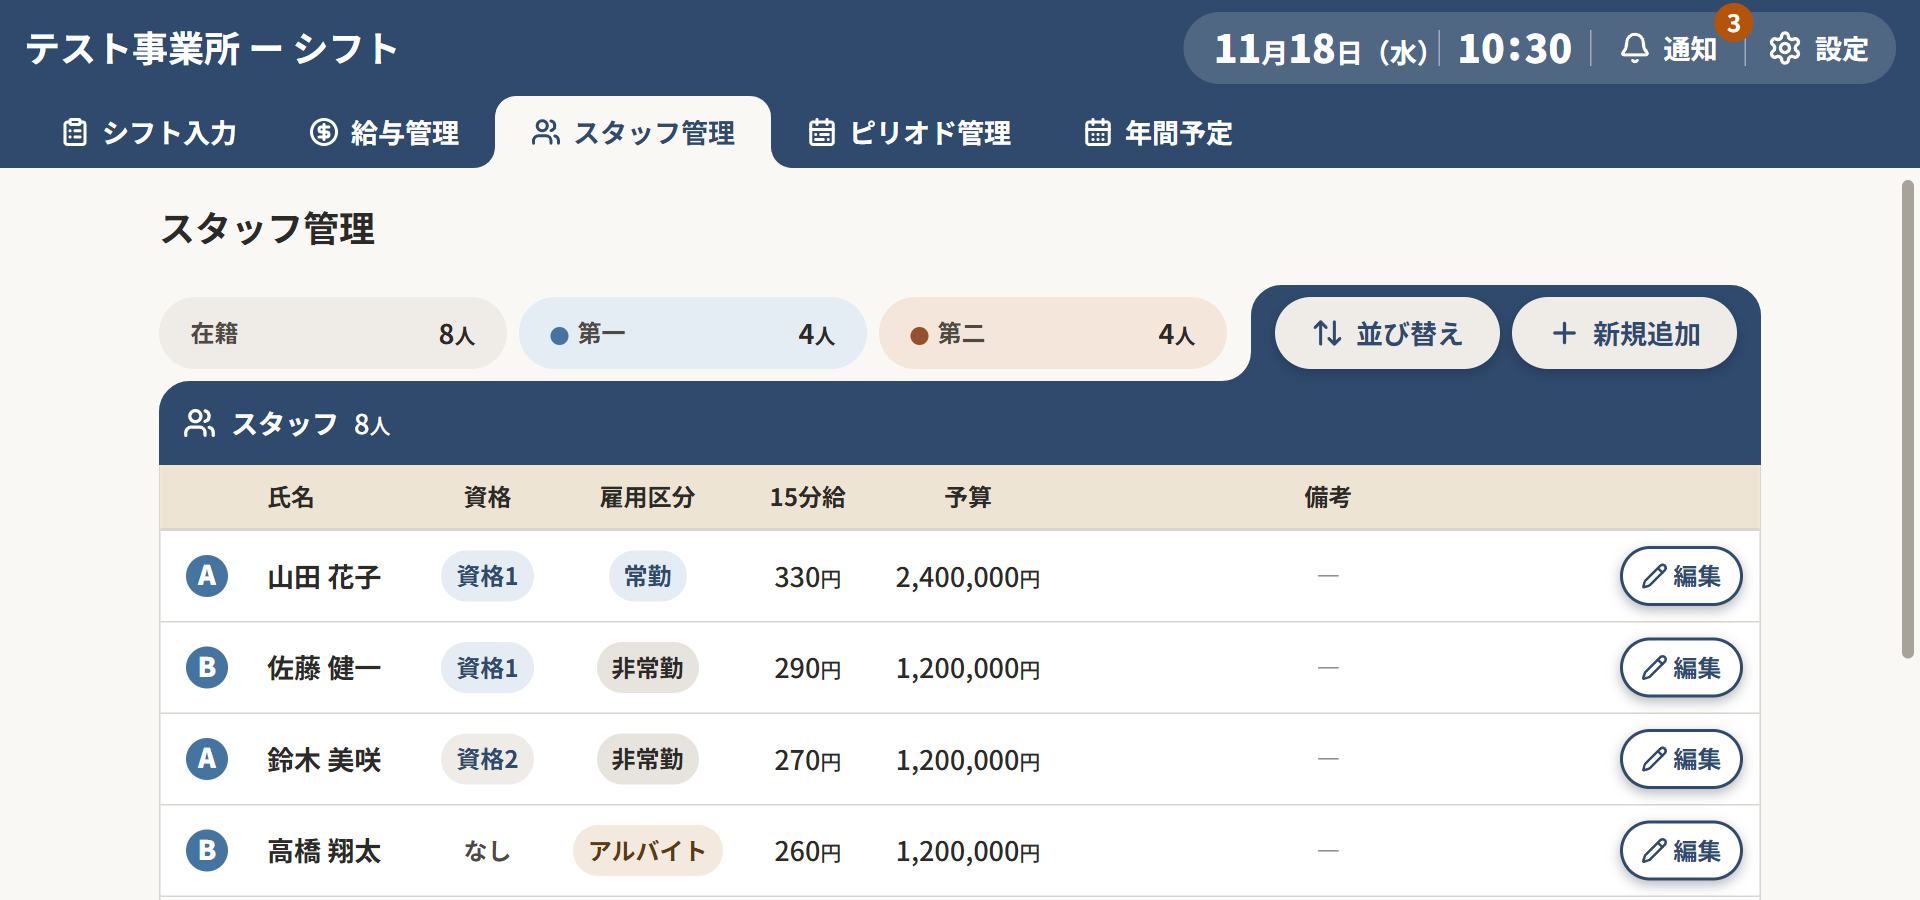 テスト事業所 ー シフト
11月18日（水） 10:30 通知 3 設定
シフト入力 給与管理 スタッフ管理 ピリオド管理 年間予定
スタッフ管理
在籍 8人 第一 4人 第二 4人 並び替え 新規追加
スタッフ 8人
氏名 資格 雇用区分 15分給 予算 備考
A 山田 花子 資格1 常勤 330円 2,400,000円 — 編集
B 佐藤 健一 資格1 非常勤 290円 1,200,000円 — 編集
A 鈴木 美咲 資格2 非常勤 270円 1,200,000円 — 編集
B 高橋 翔太 なし アルバイト 260円 1,200,000円 — 編集